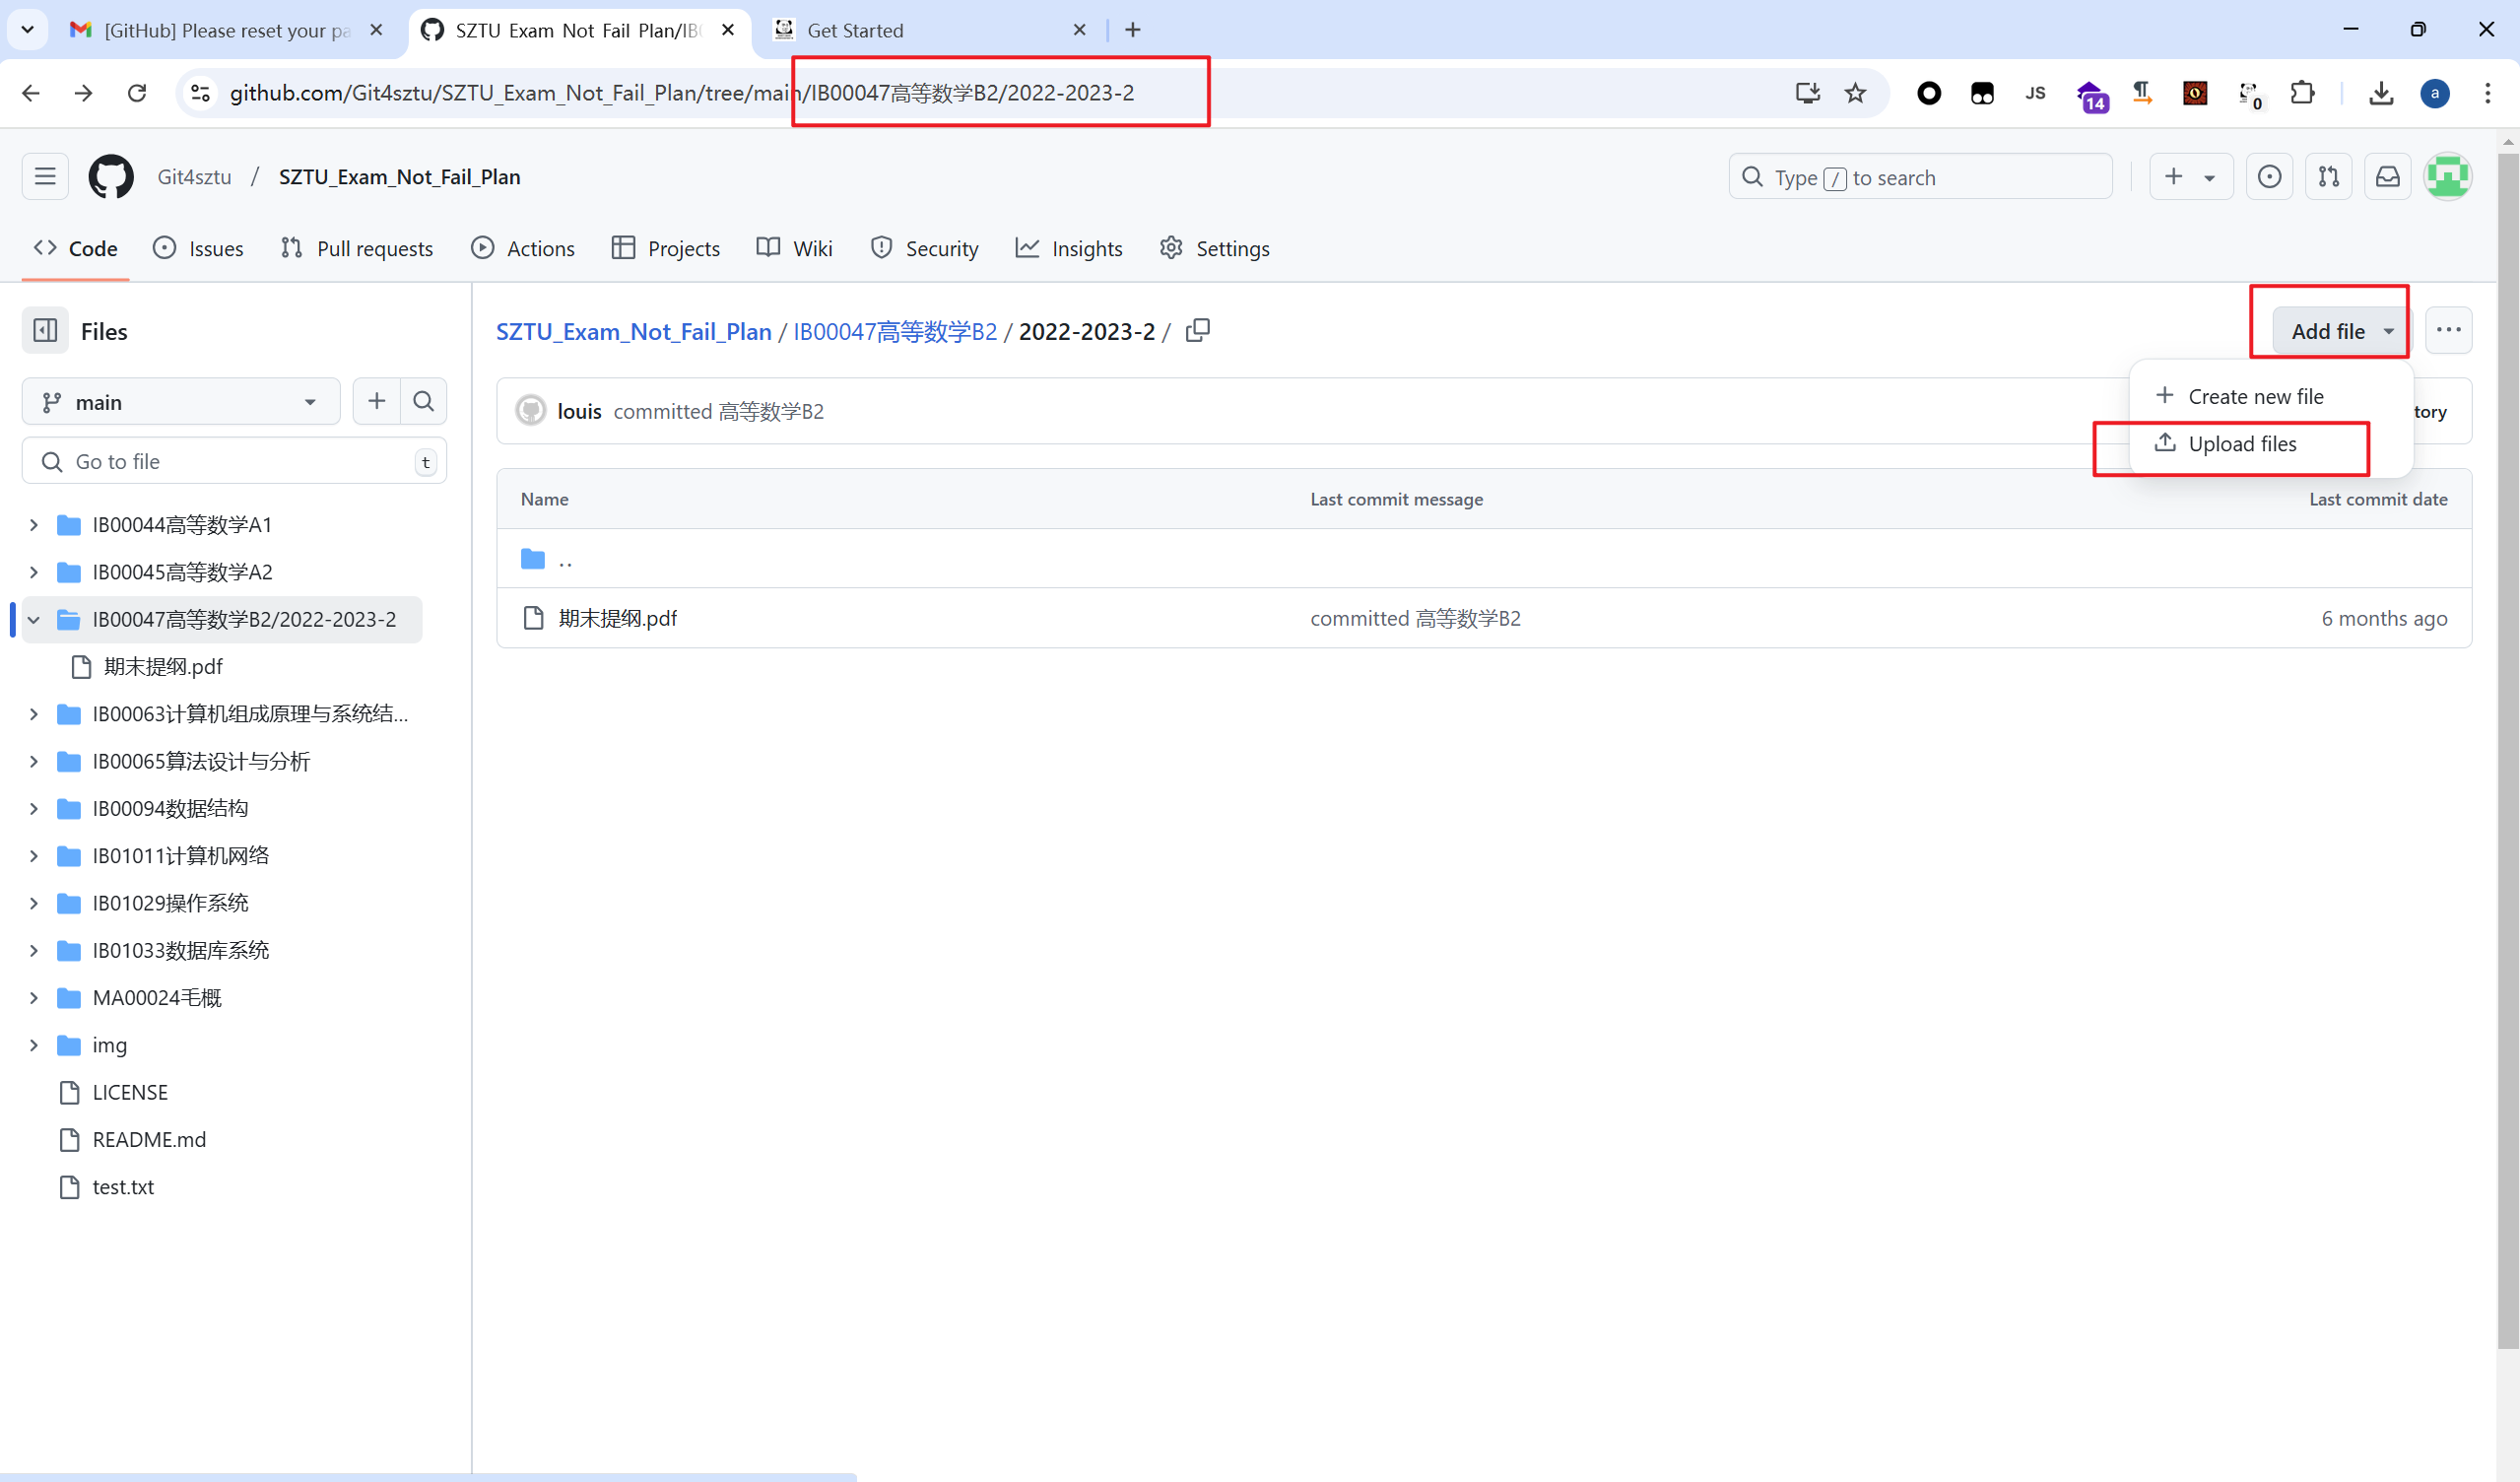 [GitHub] Please reset your pa
SZTU Exam Not Fail Plan/IB0
Get Started
github.com/Git4sztu/SZTU_Exam_Not_Fail_Plan/tree/main/IB00047高等数学B2/2022-2023-2
JS
14
0
a
Git4sztu / SZTU_Exam_Not_Fail_Plan
Type / to search
Code
Issues
Pull requests
Actions
Projects
Wiki
Security
Insights
Settings
Files
SZTU_Exam_Not_Fail_Plan / IB00047高等数学B2 / 2022-2023-2 /
Add file
Create new file
Upload files
main
louis committed 高等数学B2
tory
Go to file
t
Name
Last commit message
Last commit date
..
期末提纲.pdf
committed 高等数学B2
6 months ago
IB00044高等数学A1
IB00045高等数学A2
IB00047高等数学B2/2022-2023-2
期末提纲.pdf
IB00063计算机组成原理与系统结...
IB00065算法设计与分析
IB00094数据结构
IB01011计算机网络
IB01029操作系统
IB01033数据库系统
MA00024毛概
img
LICENSE
README.md
test.txt